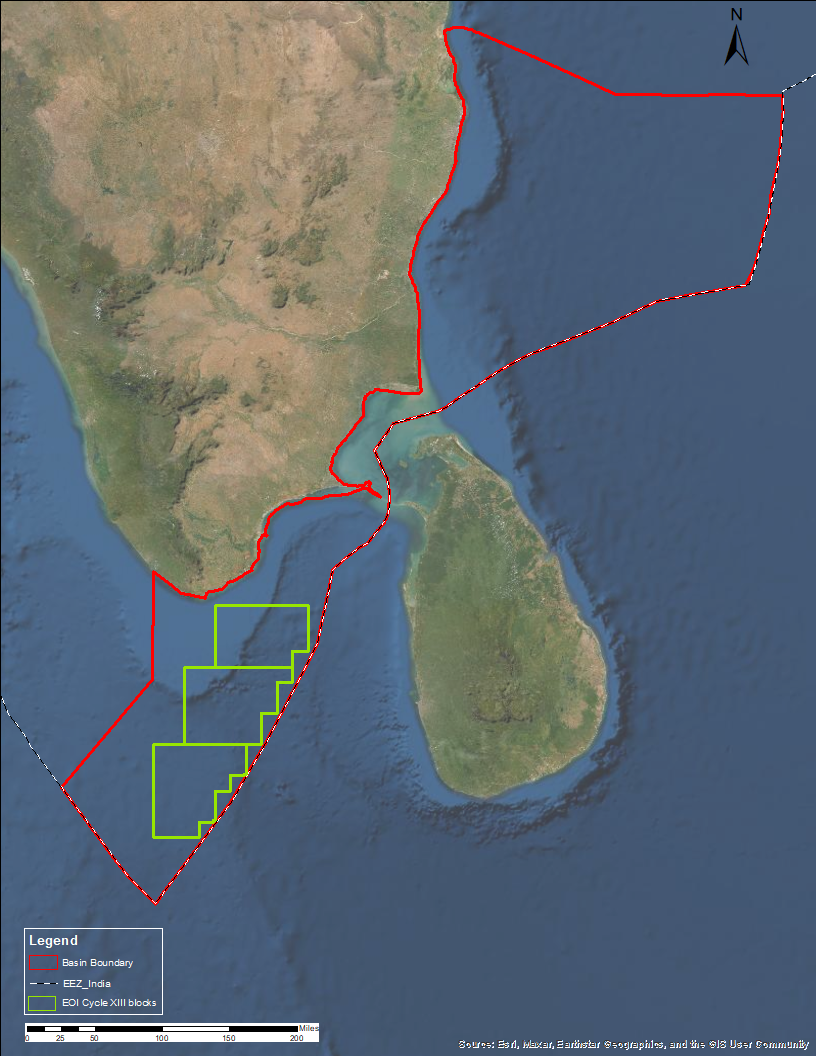 N
Legend
Basin Boundary
EEZ_India
EOI Cycle XIII blocks
Miles
0 25 50 100 150 200
Source: Esri, Maxar, Earthstar Geographics, and the GIS User Community